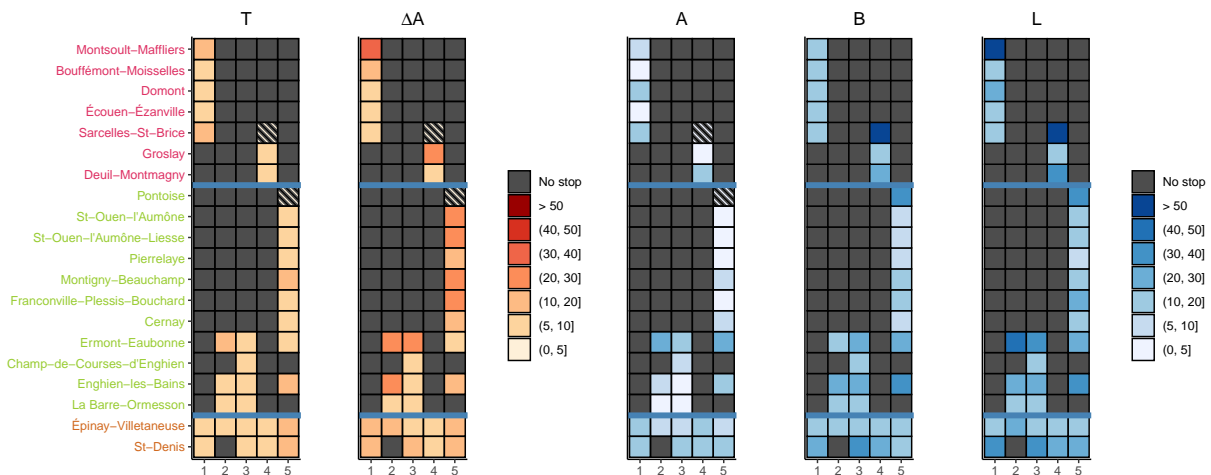 T
ΔA
A
B
L
Montsoult–Maffliers
Bouffémont–Moisselles
Domont
Écouen–Ézanville
Sarcelles–St–Brice
Groslay
Deuil–Montmagny
Pontoise
St–Ouen–l'Aumône
St–Ouen–l'Aumône–Liesse
Pierrelaye
Montigny–Beauchamp
Franconville–Plessis–Bouchard
Cernay
Ermont–Eaubonne
Champ–de–Courses–d'Enghien
Enghien–les–Bains
La Barre–Ormesson
Épinay–Villetaneuse
St–Denis
1 2 3 4 5
1 2 3 4 5
No stop
> 50
(40, 50]
(30, 40]
(20, 30]
(10, 20]
(5, 10]
(0, 5]
1 2 3 4 5
1 2 3 4 5
1 2 3 4 5
No stop
> 50
(40, 50]
(30, 40]
(20, 30]
(10, 20]
(5, 10]
(0, 5]